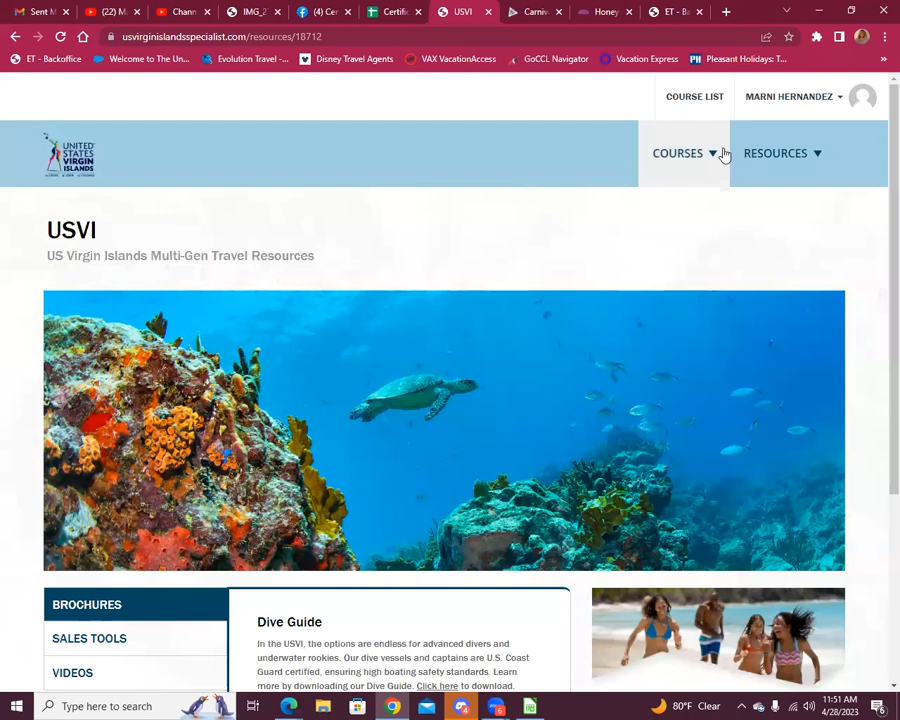 Sent M
(22) M
Chann
IMG_2
(4) Cer
Certific
USVI
Carniv
Honey
ET - Ba
usvirginislandsspecialist.com/resources/18712
ET - Backoffice
Welcome to The Un...
Evolution Travel -...
Disney Travel Agents
VAX VacationAccess
GoCCL Navigator
Vacation Express
Pleasant Holidays: T...
COURSE LIST
MARNI HERNANDEZ
UNITED
STATES
VIRGIN
ISLANDS
COURSES
RESOURCES
USVI
US Virgin Islands Multi-Gen Travel Resources
BROCHURES
SALES TOOLS
VIDEOS
Dive Guide
In the USVI, the options are endless for advanced divers and
underwater rookies. Our dive vessels and captains are U.S. Coast
Guard certified, ensuring high boating safety standards. Learn
more by downloading our Dive Guide. Click here to download.
Type here to search
80°F Clear
11:51 AM
4/28/2023